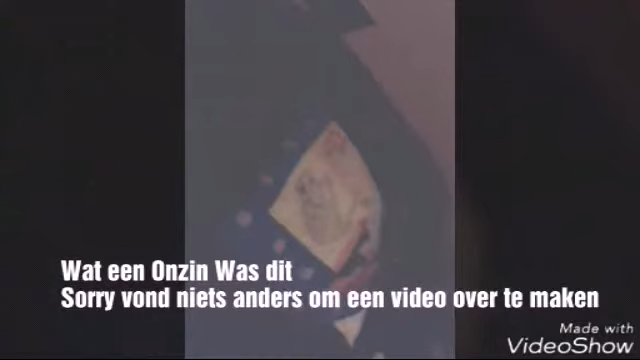 Wat een Onzin Was dit
Sorry vond niets anders om een video over te maken
Made with
VideoShow